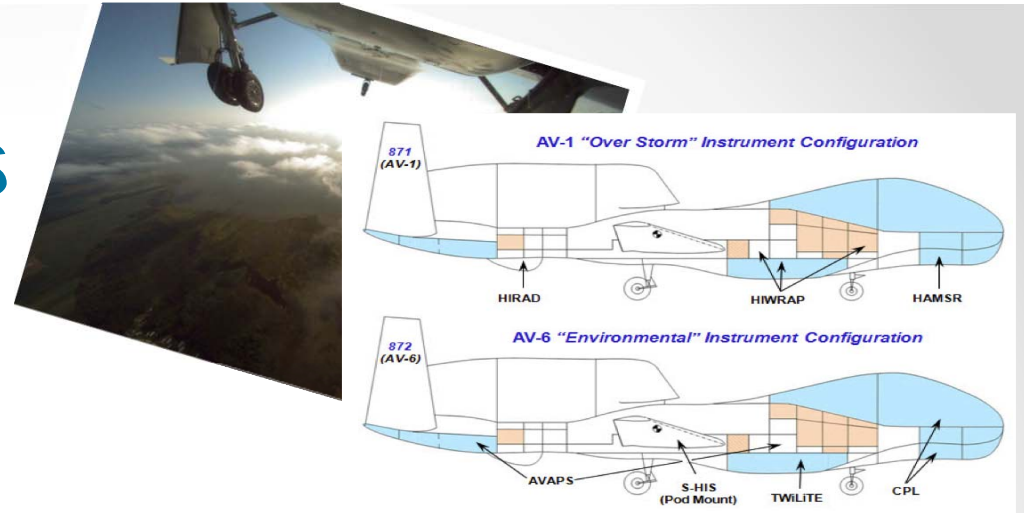 S
AV-1 "Over Storm" Instrument Configuration
871
(AV-1)
HIRAD
HIWRAP
HAMSR
AV-6 "Environmental" Instrument Configuration
872
(AV-6)
AVAPS
S-HIS
(Pod Mount)
TWiLiTE
CPL